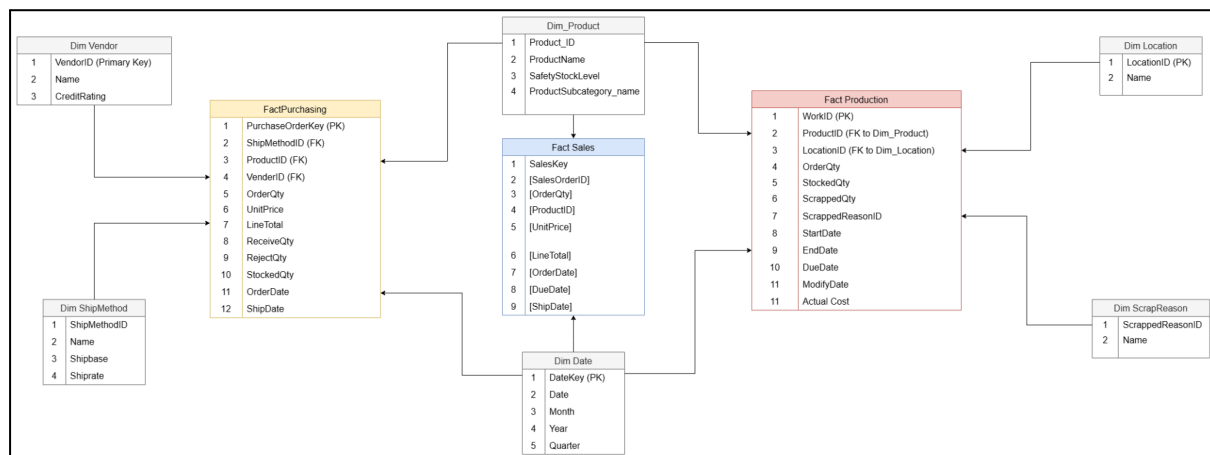 Dim Vendor
1 VendorID (Primary Key)
2 Name
3 CreditRating
Dim_Product
1 Product_ID
2 ProductName
3 SafetyStockLevel
4 ProductSubcategory_name
Dim Location
1 LocationID (PK)
2 Name
FactPurchasing
1 PurchaseOrderKey (PK)
2 ShipMethodID (FK)
3 ProductID (FK)
4 VenderID (FK)
5 OrderQty
6 UnitPrice
7 LineTotal
8 ReceiveQty
9 RejectQty
10 StockedQty
11 OrderDate
12 ShipDate
Fact Sales
1 SalesKey
2 [SalesOrderID]
3 [OrderQty]
4 [ProductID]
5 [UnitPrice]
6 [LineTotal]
7 [OrderDate]
8 [DueDate]
9 [ShipDate]
Fact Production
1 WorkID (PK)
2 ProductID (FK to Dim_Product)
3 LocationID (FK to Dim_Location)
4 OrderQty
5 StockedQty
6 ScrappedQty
7 ScrappedReasonID
8 StartDate
9 EndDate
10 DueDate
11 ModifyDate
11 Actual Cost
Dim ShipMethod
1 ShipMethodID
2 Name
3 Shipbase
4 Shiprate
Dim Date
1 DateKey (PK)
2 Date
3 Month
4 Year
5 Quarter
Dim ScrapReason
1 ScrappedReasonID
2 Name